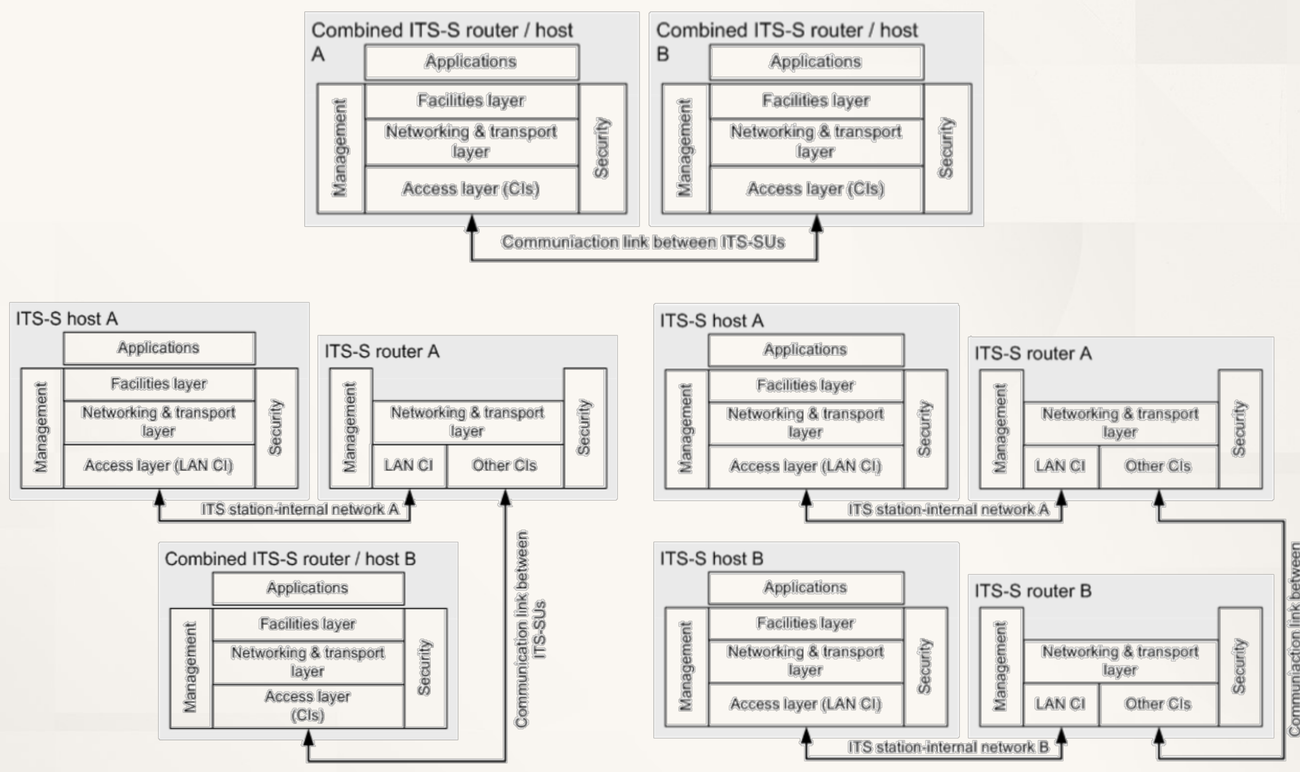 Combined ITS-S router / host
A
Applications
Management
Facilities layer
Networking & transport
layer
Access layer (CIs)
Security
Combined ITS-S router / host
B
Applications
Management
Facilities layer
Networking & transport
layer
Access layer (CIs)
Security
Communiaction link between ITS-SUs
ITS-S host A
Applications
Management
Facilities layer
Networking & transport
layer
Access layer (LAN CI)
Security
ITS-S router A
Management
Networking & transport
layer
LAN CI
Other CIs
Security
ITS station-internal network A
Combined ITS-S router / host B
Applications
Management
Facilities layer
Networking & transport
layer
Access layer
(CIs)
Security
Communication link between
ITS-SUs
ITS-S host A
Applications
Management
Facilities layer
Networking & transport
layer
Access layer (LAN CI)
Security
ITS-S router A
Management
Networking & transport
layer
LAN CI
Other CIs
Security
ITS station-internal network A
ITS-S host B
Applications
Management
Facilities layer
Networking & transport
layer
Access layer (LAN CI)
Security
ITS-S router B
Management
Networking & transport
layer
LAN CI
Other CIs
Security
ITS station-internal network B
Communiaction link between